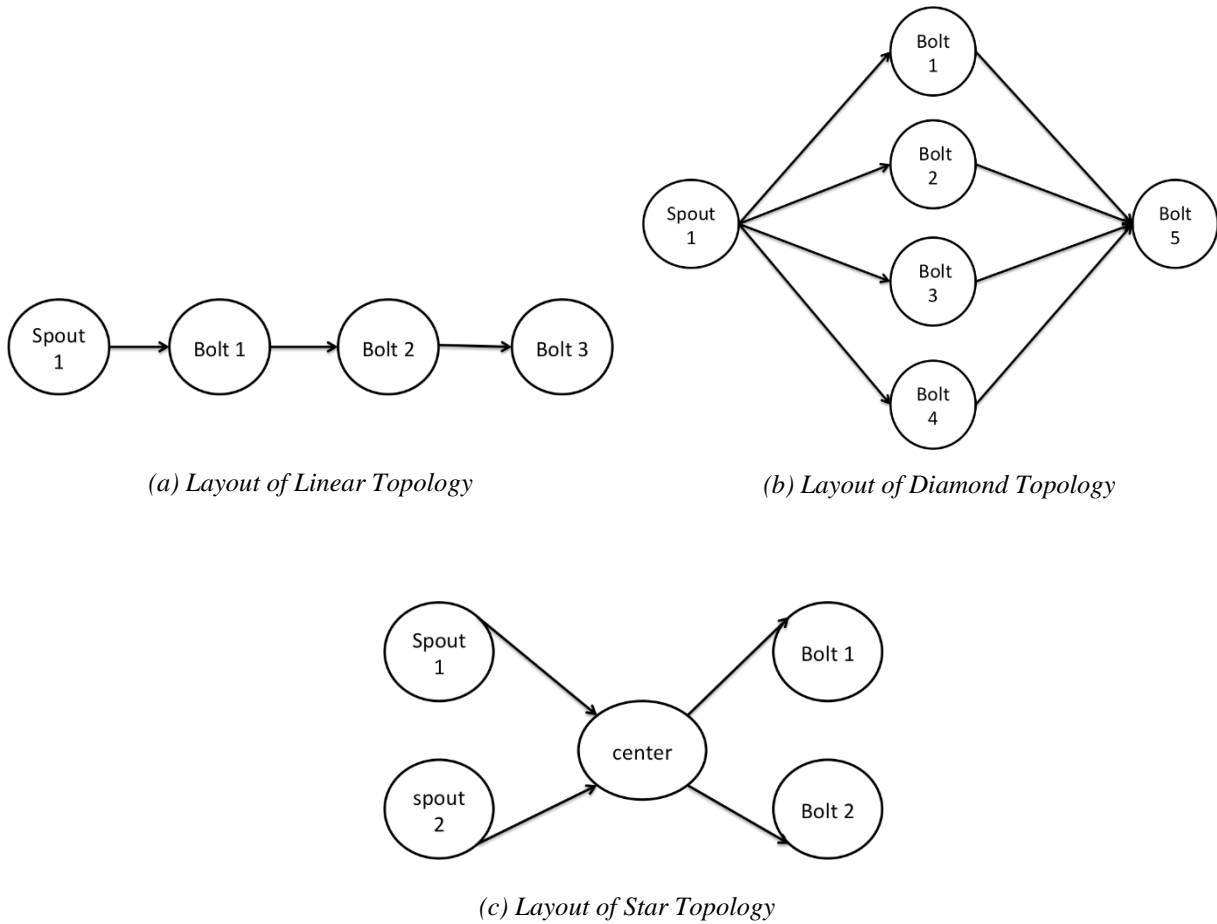 Spout
1
Bolt 1
Bolt 2
Bolt 3
(a) Layout of Linear Topology
Spout
1
Bolt
1
Bolt
2
Bolt
3
Bolt
4
Bolt
5
(b) Layout of Diamond Topology
Spout
1
spout
2
center
Bolt 1
Bolt 2
(c) Layout of Star Topology